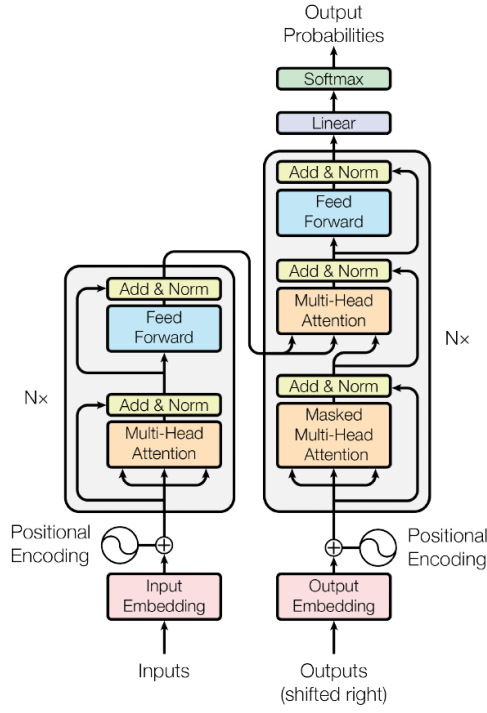 Output
Probabilities
Softmax
Linear
Add & Norm
Feed
Forward
Add & Norm
Multi-Head
Attention
Add & Norm
Masked
Multi-Head
Attention
Nx
Add & Norm
Feed
Forward
Add & Norm
Multi-Head
Attention
N×
Positional
Encoding
Positional
Encoding
Input
Embedding
Output
Embedding
Inputs
Outputs
(shifted right)